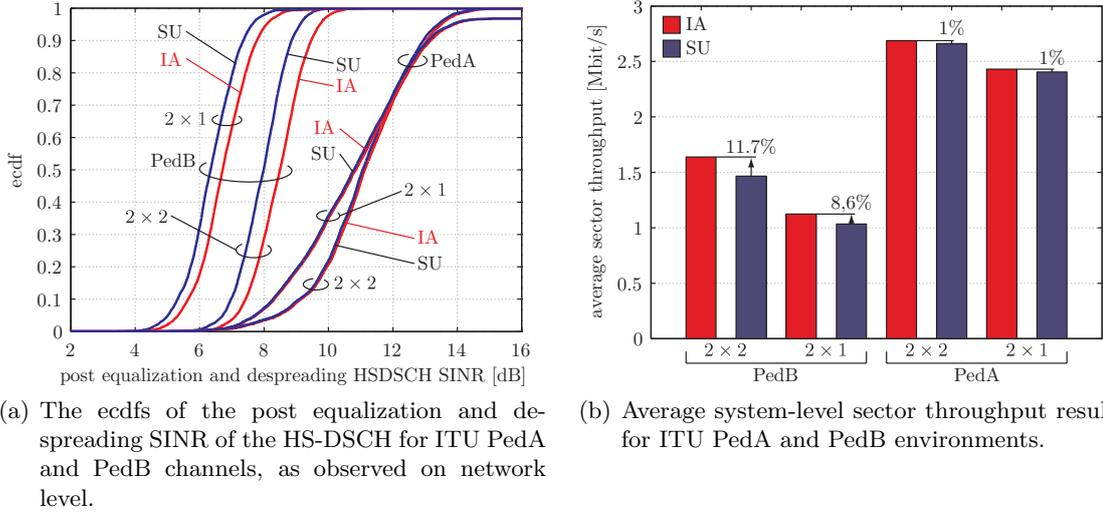 1
0.9
0.8
0.7
0.6
0.5
0.4
0.3
0.2
0.1
0
ecdf
2 4 6 8 10 12 14 16
post equalization and despreading HSDSCH SINR [dB]
SU
IA
2 × 1
PedB
2 × 2
SU
IA
PedA
IA
SU
2 × 1
IA
SU
2 × 2
(a) The ecdfs of the post equalization and de-
spreading SINR of the HS-DSCH for ITU PedA
and PedB channels, as observed on network
level.
3
2.5
2
1.5
1
0.5
0
average sector throughput [Mbit/s]
IA
SU
11.7%
8,6%
1%
1%
2 × 2 2 × 1 2 × 2 2 × 1
PedB PedA
(b) Average system-level sector throughput resul
for ITU PedA and PedB environments.